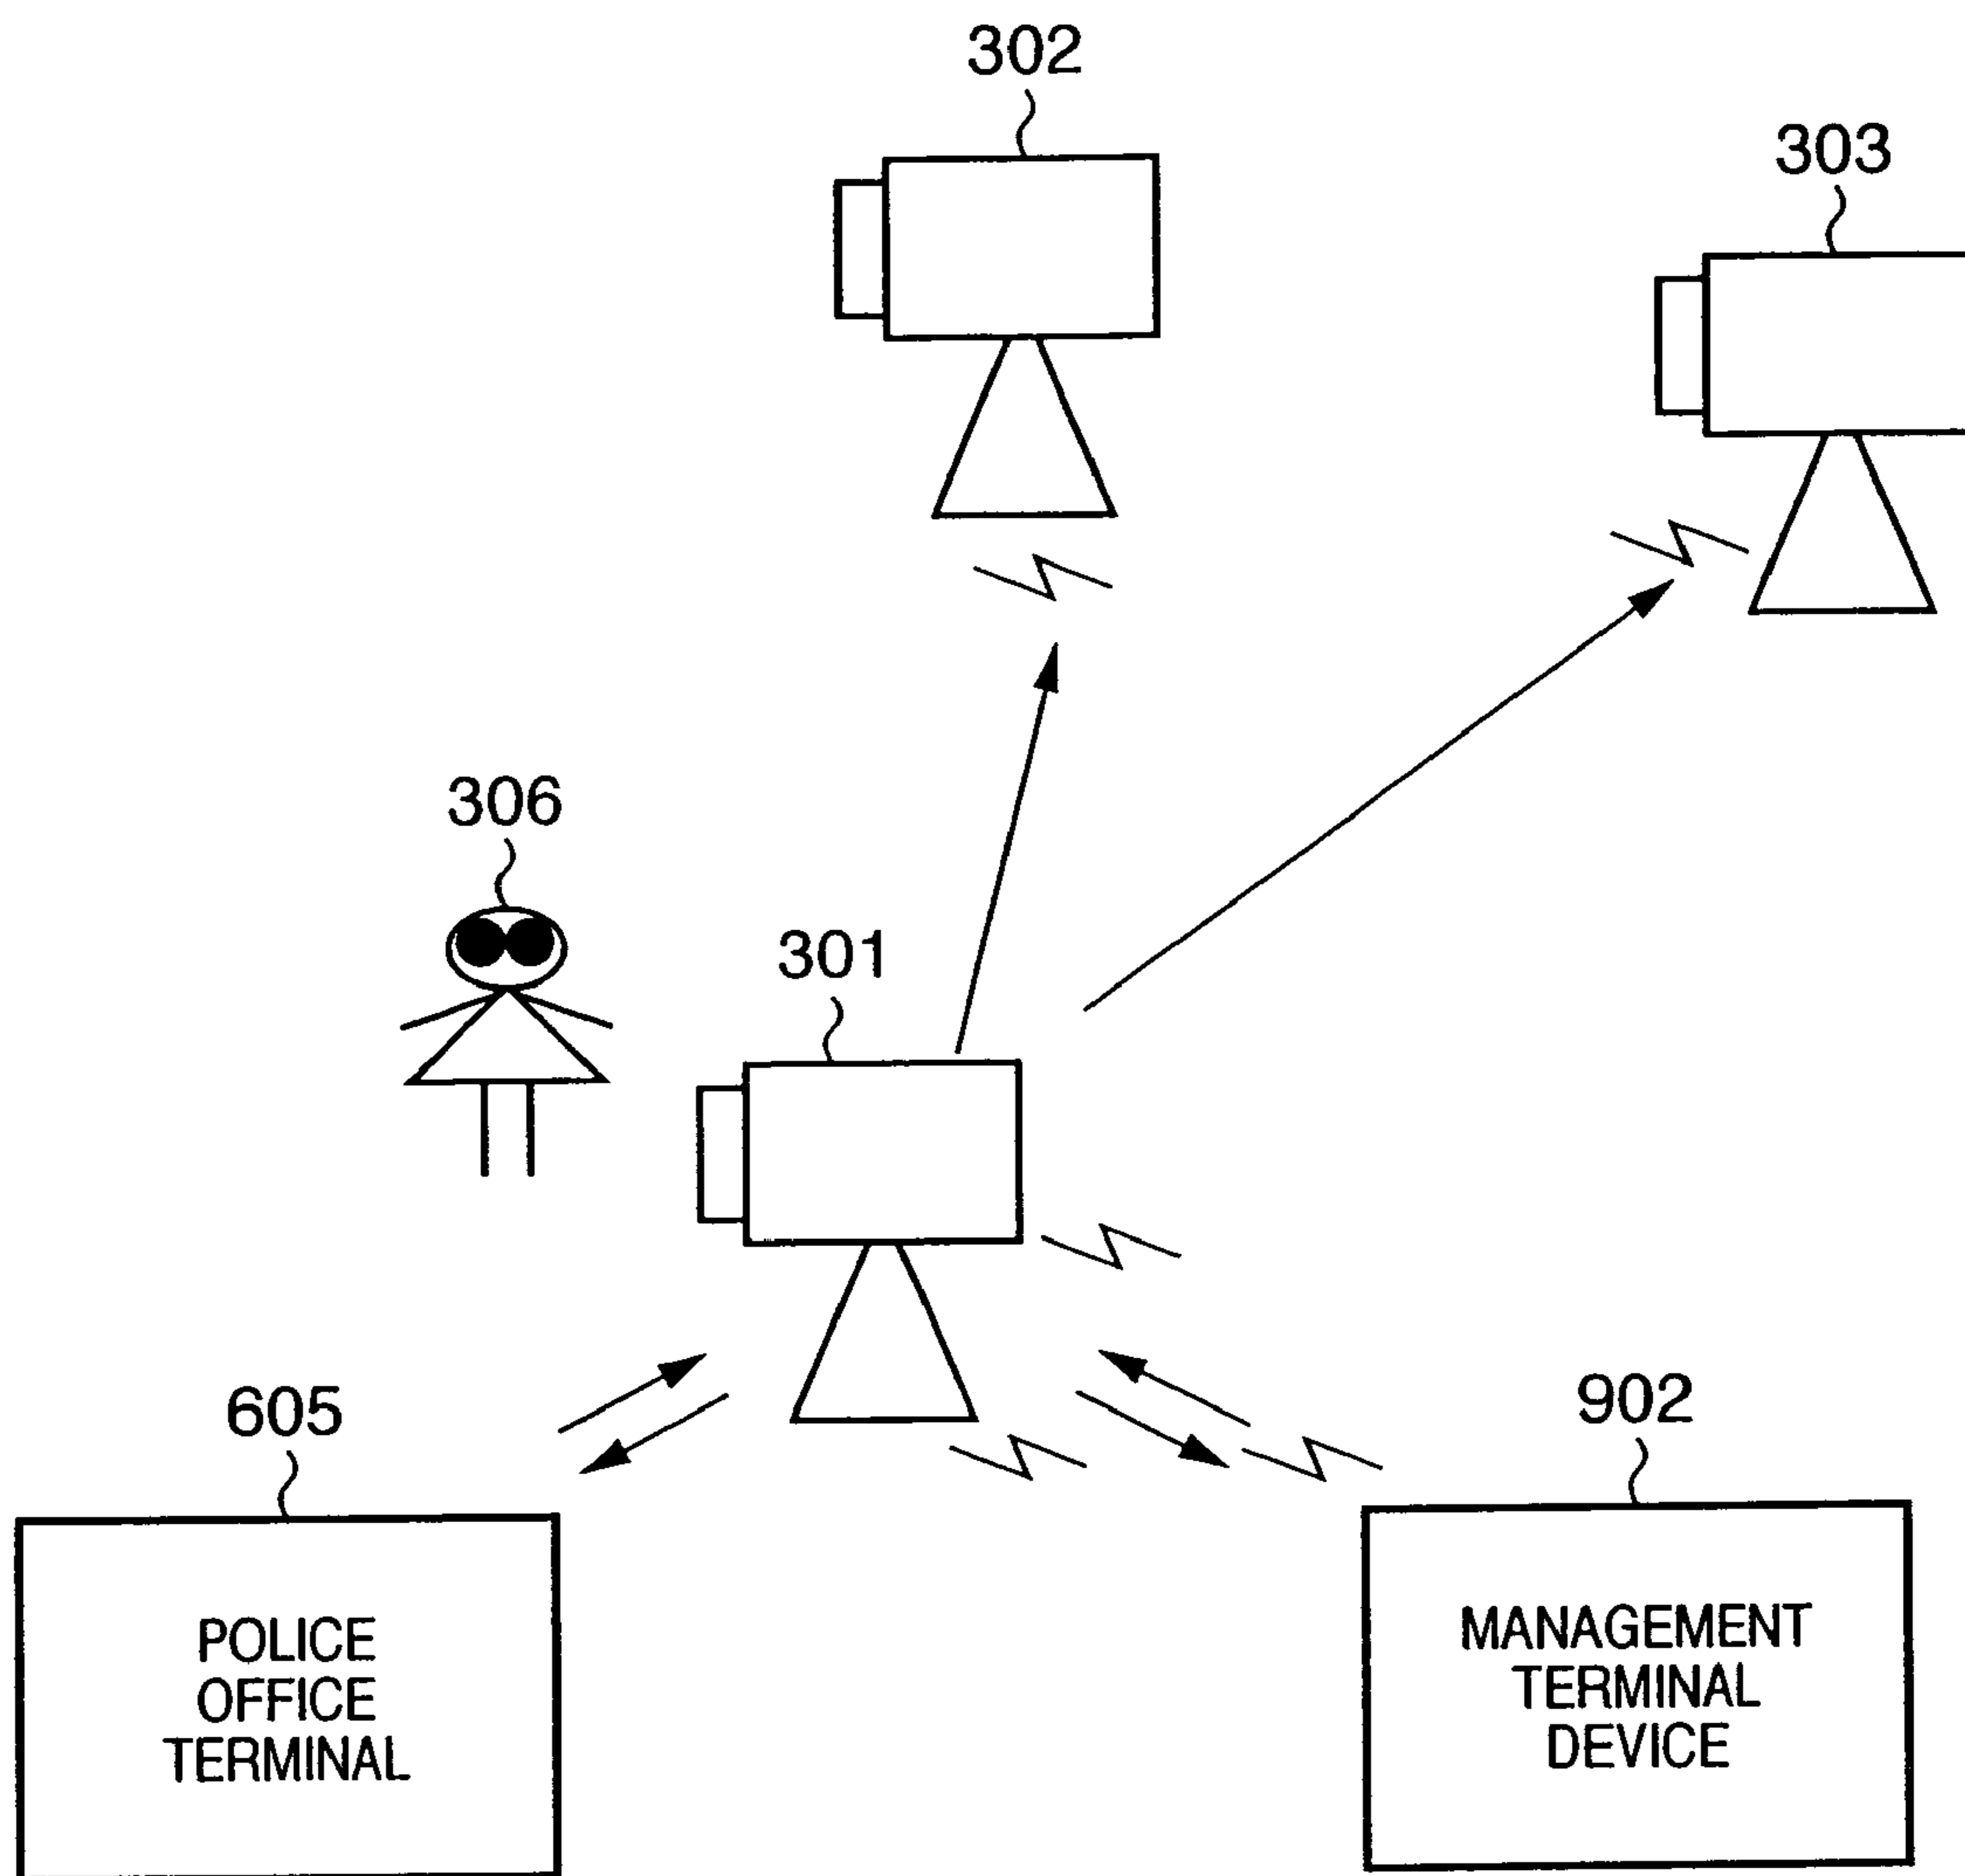 302
303
306
301
605
902
POLICE
OFFICE
TERMINAL
MANAGEMENT
TERMINAL
DEVICE